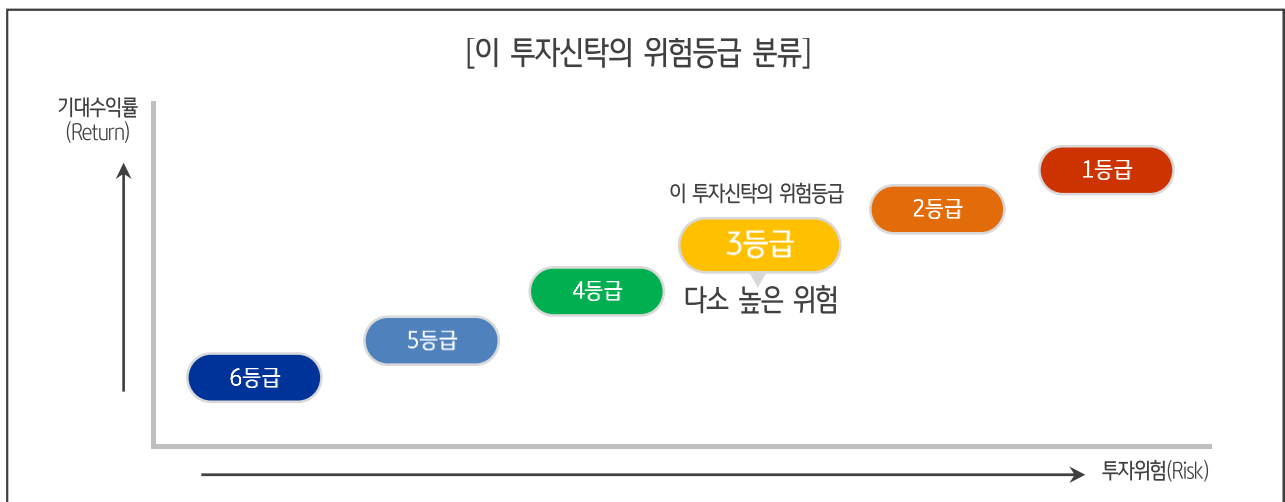 [이 투자신탁의 위험등급 분류]
기대수익률
(Return)
1등급
이 투자신탁의 위험등급
2등급
3등급
4등급
다소 높은 위험
5등급
6등급
투자위험(Risk)